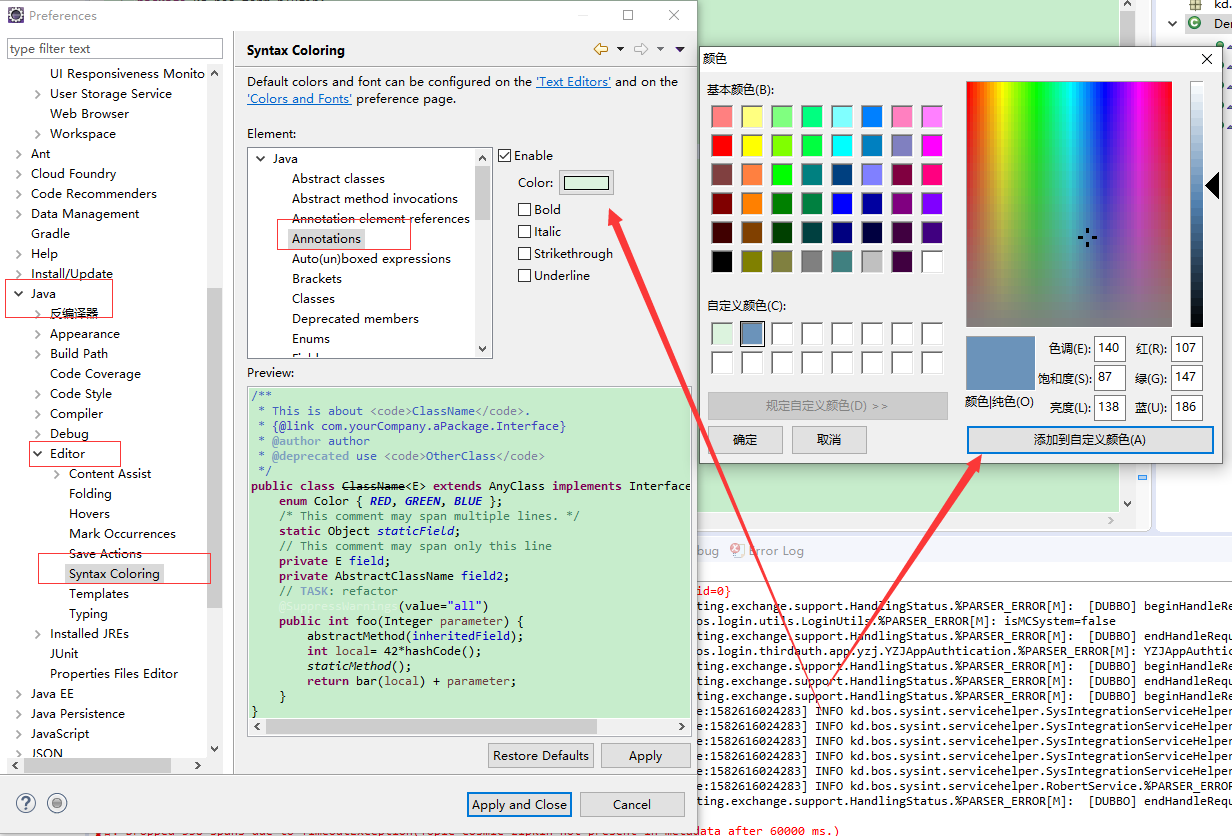 Preferences
type filter text
UI Responsiveness Monito
User Storage Service
Web Browser
Workspace
Ant
Cloud Foundry
Code Recommenders
Data Management
Gradle
Help
Install/Update
Java
反编译器
Appearance
Build Path
Code Coverage
Code Style
Compiler
Debug
Editor
Content Assist
Folding
Hovers
Mark Occurrences
Save Actions
Syntax Coloring
Templates
Typing
Installed JREs
JUnit
Properties Files Editor
Java EE
Java Persistence
JavaScript
JSON
Syntax Coloring
Default colors and font can be configured on the 'Text Editors' and on the
'Colors and Fonts' preference page.
Element:
Java
Abstract classes
Abstract method invocations
Annotation element references
Annotations
Auto(un)boxed expressions
Brackets
Classes
Deprecated members
Enums
Enable
Color:
Bold
Italic
Strikethrough
Underline
Preview:
/**
* This is about <code>ClassName</code>.
* {@link com.yourCompany.aPackage.Interface}
* @author author
* @deprecated use <code>OtherClass</code>
*/
public class ClassName<E> extends AnyClass implements Interface
enum Color { RED, GREEN, BLUE };
/* This comment may span multiple lines. */
static Object staticField;
// This comment may span only this line
private E field;
private AbstractClassName field2;
// TASK: refactor
@SuppressWarnings(value="all")
public int foo(Integer parameter) {
abstractMethod(inheritedField);
int local= 42*hashCode();
staticMethod();
return bar(local) + parameter;
}
}
Restore Defaults
Apply
Apply and Close
Cancel
颜色
基本颜色(B):
自定义颜色(C):
规定自定义颜色(D) >>
确定
取消
颜色|纯色(O)
色调(E): 140
饱和度(S): 87
亮度(L): 138
红(R): 107
绿(G): 147
蓝(U): 186
添加到自定义颜色(A)
kd.
De
bug
Error Log
id=0}
ting.exchange.support.HandlingStatus.%PARSER_ERROR[M]: [DUBBO] beginHandleRe
os.login.utils.LoginUtils.%PARSER_ERROR[M]: isMCSystem=false
ting.exchange.support.HandlingStatus.%PARSER_ERROR[M]: [DUBBO] endHandleRequ
os.login.thirdauth.app.yzj.YZJAppAuthtication.%PARSER_ERROR[M]: YZJAppAuthtic
ting.exchange.support.HandlingStatus.%PARSER_ERROR[M]: [DUBBO] beginHandleRe
ting.exchange.support.HandlingStatus.%PARSER_ERROR[M]: [DUBBO] endHandleRequ
ting.exchange.support.HandlingStatus.%PARSER_ERROR[M]: [DUBBO] beginHandleRe
e:1582616024283] INFO kd.bos.sysint.servicehelper.SysIntegrationServiceHelper
e:1582616024283] INFO kd.bos.sysint.servicehelper.SysIntegrationServiceHelper
e:1582616024283] INFO kd.bos.sysint.servicehelper.SysIntegrationServiceHelper
e:1582616024283] INFO kd.bos.sysint.servicehelper.SysIntegrationServiceHelper
e:1582616024283] INFO kd.bos.sysint.servicehelper.SysIntegrationServiceHelper
e:1582616024283] INFO kd.bos.sysint.servicehelper.RobertService.%PARSER_ERROR
ting.exchange.support.HandlingStatus.%PARSER_ERROR[M]: [DUBBO] endHandleRequ
metadata after 60000 ms.)